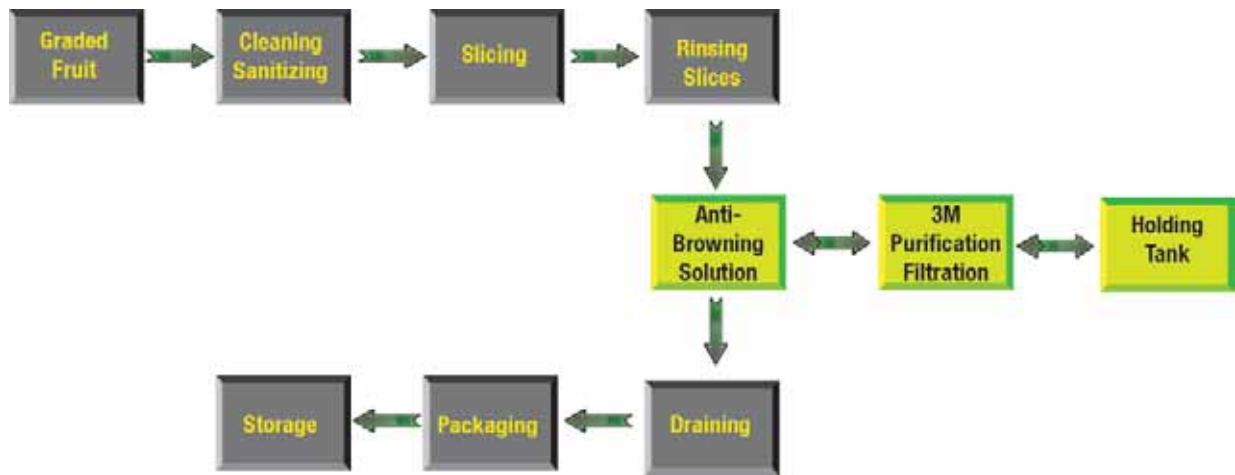 Graded
Fruit
Cleaning
Sanitizing
Slicing
Rinsing
Slices
Anti-
Browning
Solution
3M
Purification
Filtration
Holding
Tank
Storage
Packaging
Draining